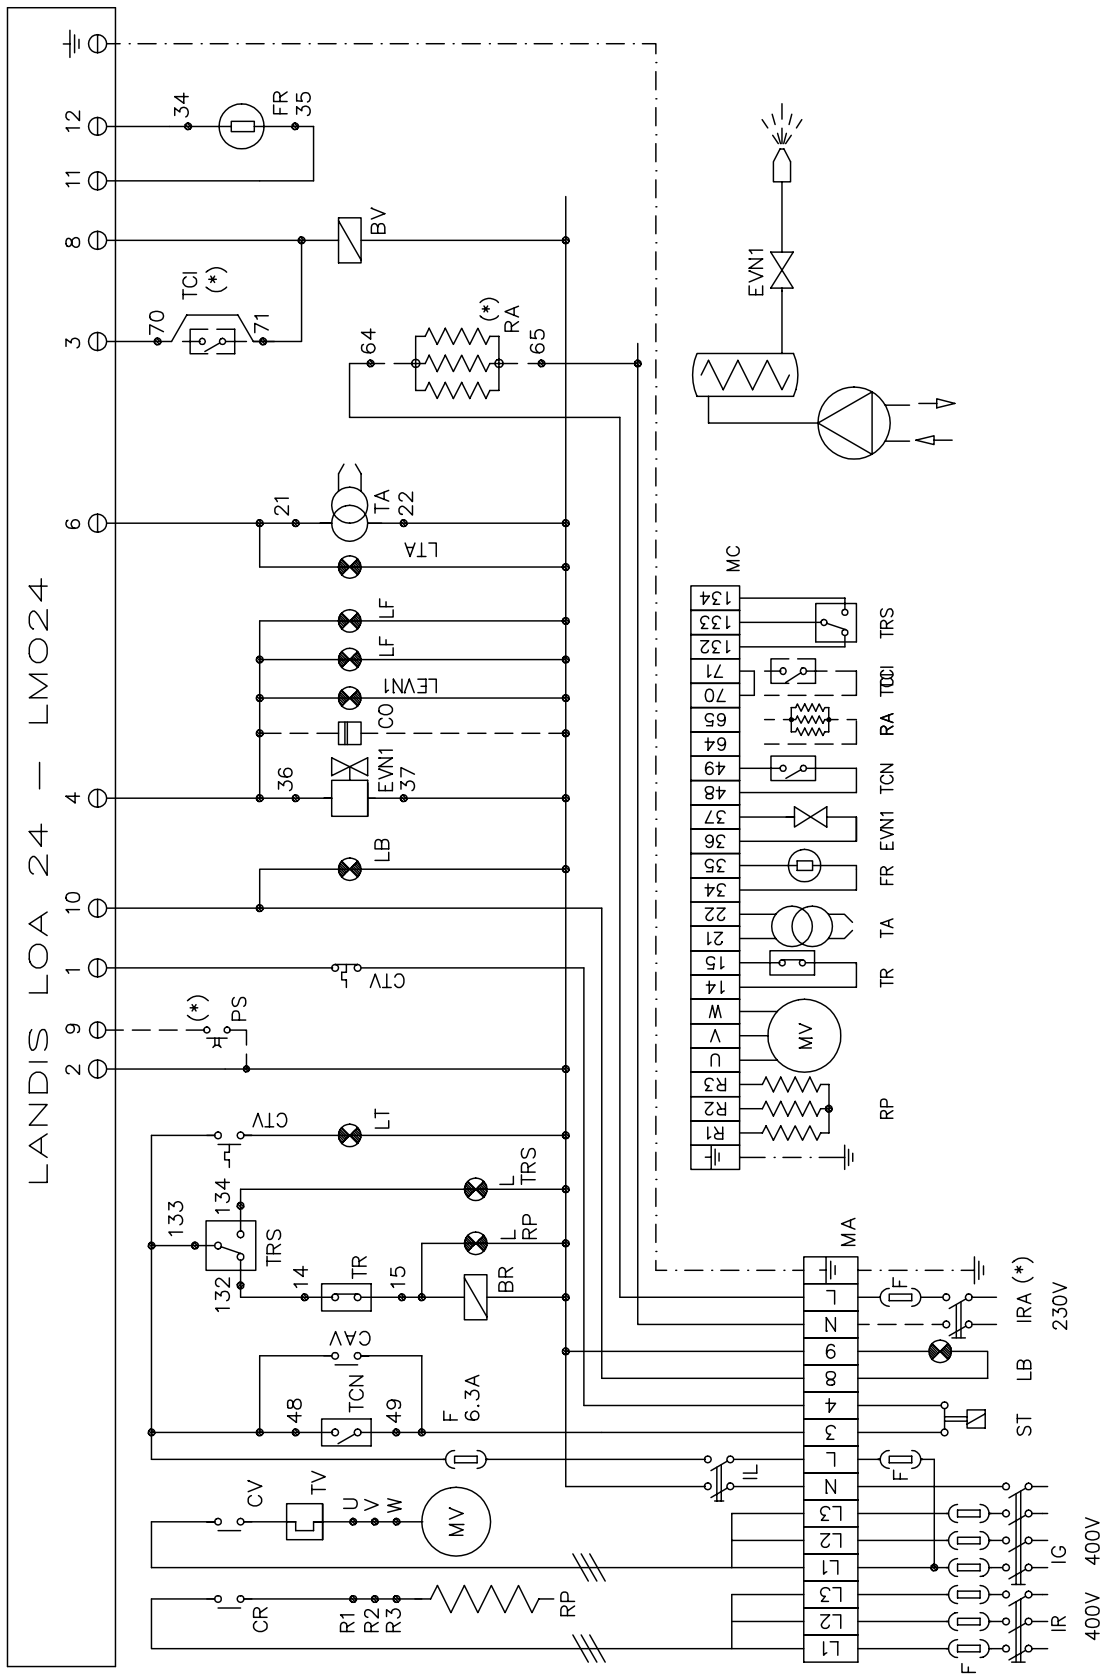 LANDIS LOA 24 — LMO24
2
9
1
10
4
6
3
8
11
12
34
FR
35
70
TCI
(*)
71
BV
64
(*)
RA
65
21
TA
22
LTA
LF
LF
LEVN1
CO
36
EVN1
37
LB
CTV
(*)
PS
CTV
LT
133
134
132
TRS
L
TRS
L
RP
14
TR
15
BR
CAV
48
TCN
49
F
6.3A
IL
CV
TV
U
V
W
MV
CR
R1
R2
R3
RP
EVN1
MC
134
133
132
71
70
65
64
49
48
37
36
35
34
22
21
15
14
W
V
U
R3
R2
R1
TRS
TCI
RA
TCN
EVN1
FR
TA
TR
MV
RP
MA
L
N
9
8
4
3
L
N
L3
L2
L1
L3
L2
L1
F
IRA (*)
230V
LB
ST
F
IG
400V
IR
400V
F